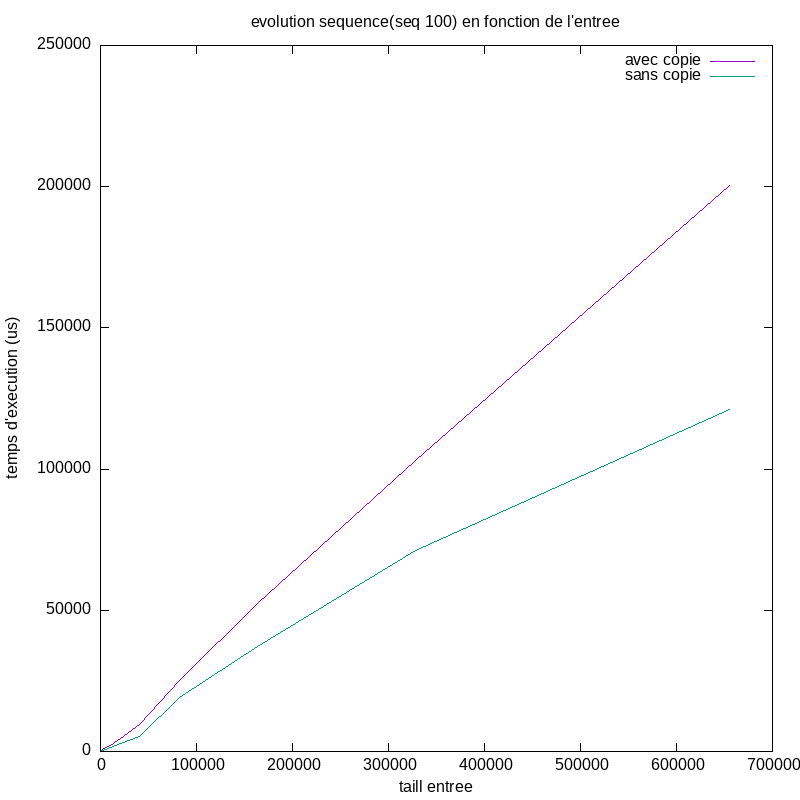 evolution sequence(seq 100) en fonction de l'entree
250000
avec copie
sans copie
200000
150000
100000
50000
0
temps d'execution (us)
0 100000 200000 300000 400000 500000 600000 700000
taill entree